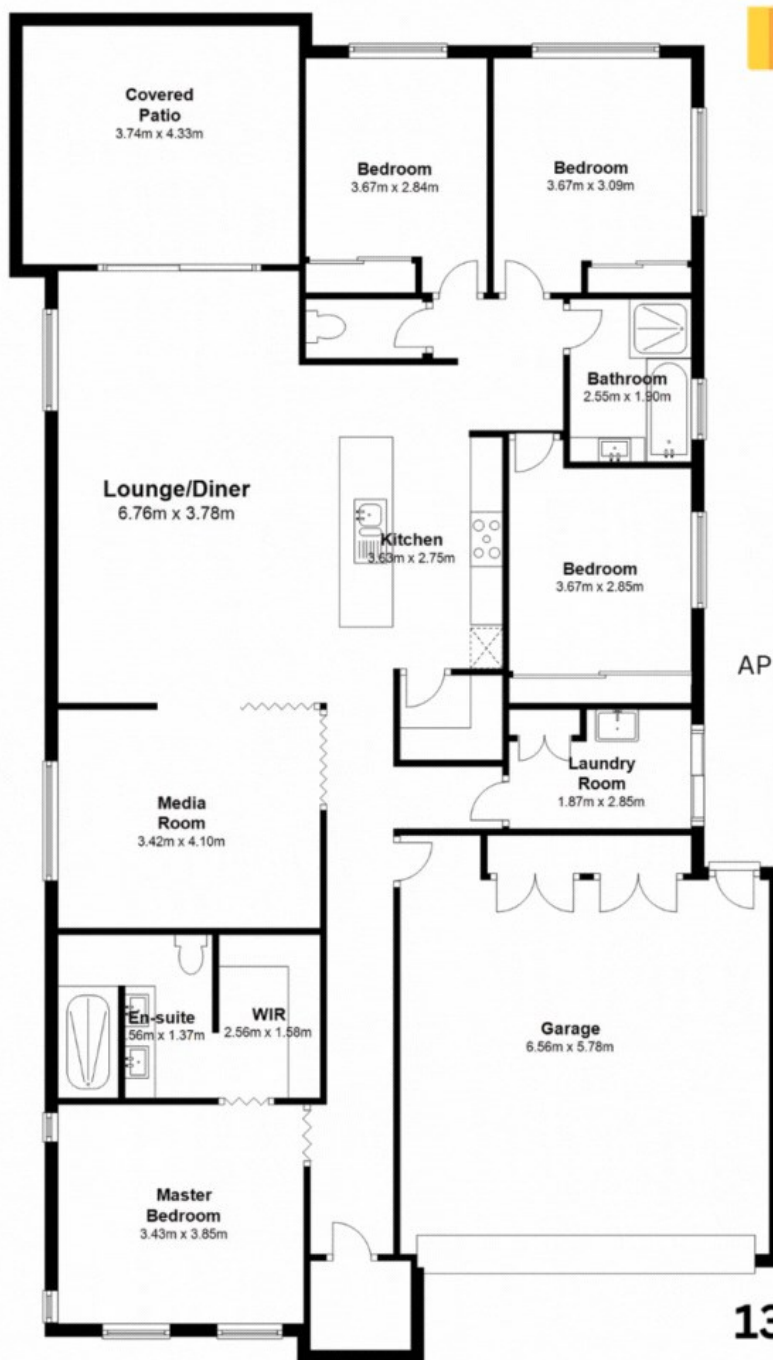 Covered
Patio
3.74m x 4.33m
Bedroom
3.67m x 2.84m
Bedroom
3.67m x 3.09m
Bathroom
2.55m x 1.90m
Lounge/Diner
6.76m x 3.78m
Kitchen
3.63m x 2.75m
Bedroom
3.67m x 2.85m
AP
Laundry
Room
1.87m x 2.85m
Media
Room
3.42m x 4.10m
En-suite
.56m x 1.37m
WIR
2.56m x 1.58m
Garage
6.56m x 5.78m
Master
Bedroom
3.43m x 3.85m
13